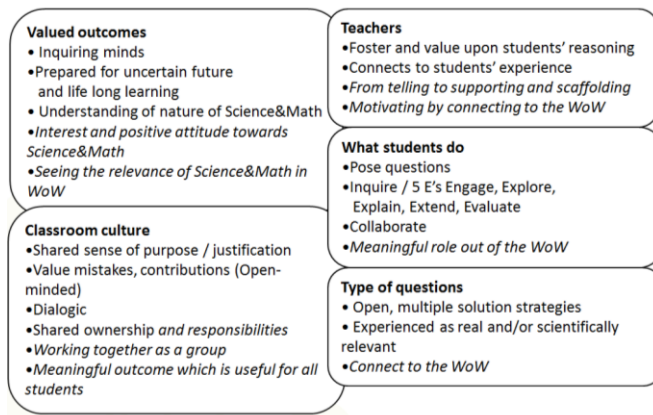 Valued outcomes
• Inquiring minds
•Prepared for uncertain future
and life long learning
• Understanding of nature of Science&Math
•Interest and positive attitude towards
Science&Math
•Seeing the relevance of Science&Math in
WoW
Classroom culture
•Shared sense of purpose / justification
•Value mistakes, contributions (Open-
minded)
•Dialogic
•Shared ownership and responsibilities
•Working together as a group
•Meaningful outcome which is useful for all
students
Teachers
•Foster and value upon students’ reasoning
•Connects to students’ experience
•From telling to supporting and scaffolding
•Motivating by connecting to the WoW
What students do
•Pose questions
•Inquire / 5 E’s Engage, Explore,
Explain, Extend, Evaluate
•Collaborate
•Meaningful role out of the WoW
Type of questions
• Open, multiple solution strategies
• Experienced as real and/or scientifically
relevant
•Connect to the WoW